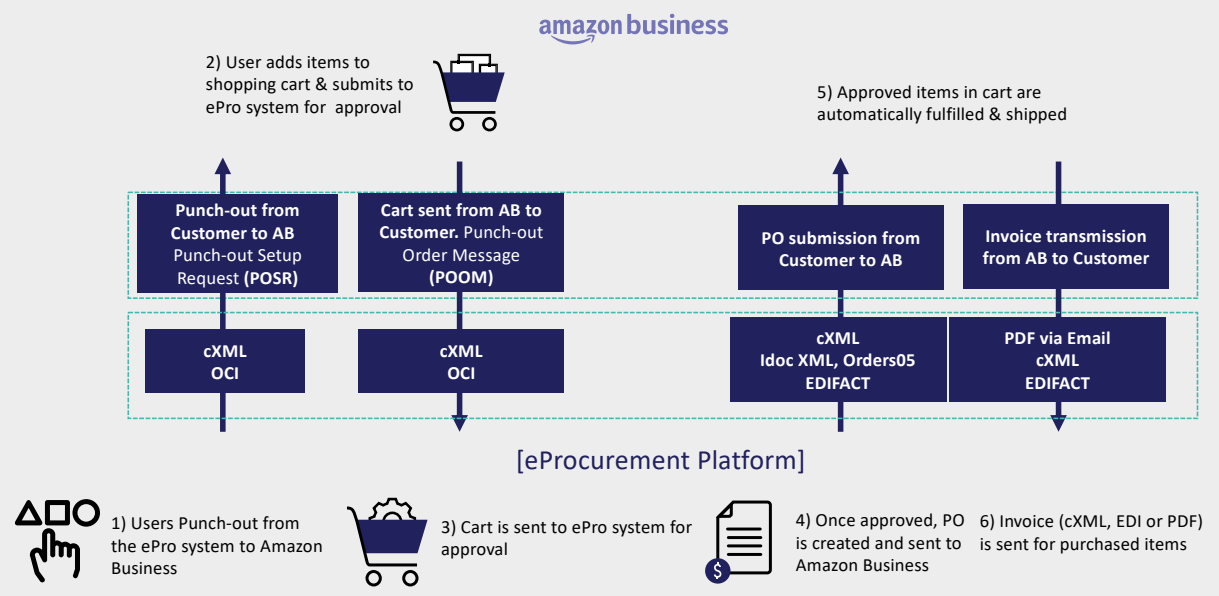 amazon business
2) User adds items to
shopping cart & submits to
ePro system for approval
5) Approved items in cart are
automatically fulfilled & shipped
Punch-out from
Customer to AB
Punch-out Setup
Request (POSR)
Cart sent from AB to
Customer. Punch-out
Order Message
(POOM)
PO submission from
Customer to AB
Invoice transmission
from AB to Customer
cXML
OCI
cXML
OCI
cXML
Idoc XML, Orders05
EDIFACT
PDF via Email
cXML
EDIFACT
[eProcurement Platform]
1) Users Punch-out from
the ePro system to Amazon
Business
3) Cart is sent to ePro system for
approval
$
4) Once approved, PO
is created and sent to
Amazon Business
6) Invoice (cXML, EDI or PDF)
is sent for purchased items